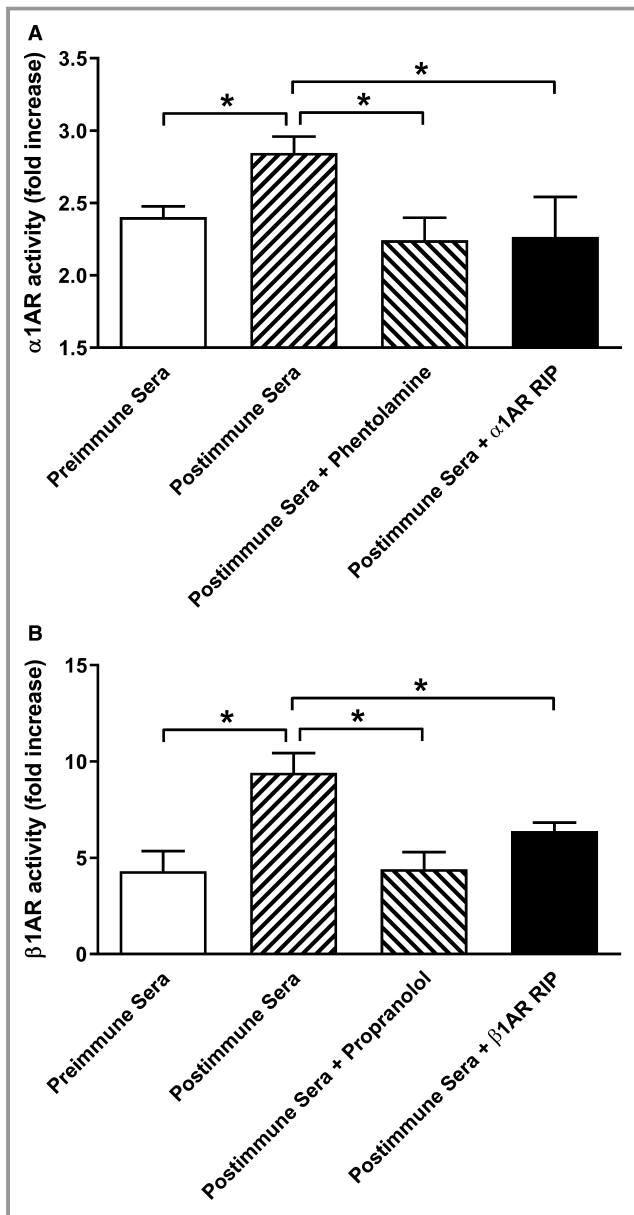 A
α1AR activity (fold increase)
3.5
3.0
2.5
2.0
1.5
*
*
*
Preimmune Sera
Postimmune Sera
Postimmune Sera + Phentolamine
Postimmune Sera + α1AR RIP
B
β1AR activity (fold increase)
15
10
5
0
*
*
*
Preimmune Sera
Postimmune Sera
Postimmune Sera + Propranolol
Postimmune Sera + β1AR RIP